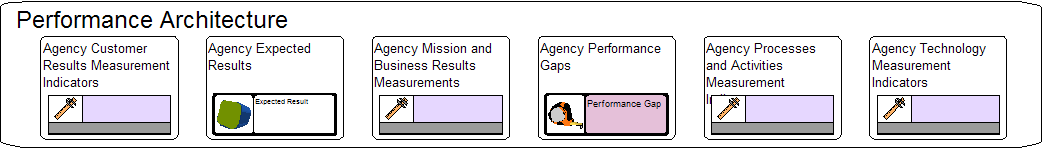 Performance Architecture
Agency Customer
Results Measurement
Indicators
Agency Expected
Results
Expected Result
Agency Mission and
Business Results
Measurements
Agency Performance
Gaps
Performance Gap
Agency Processes
and Activities
Measurement
Agency Technology
Measurement
Indicators